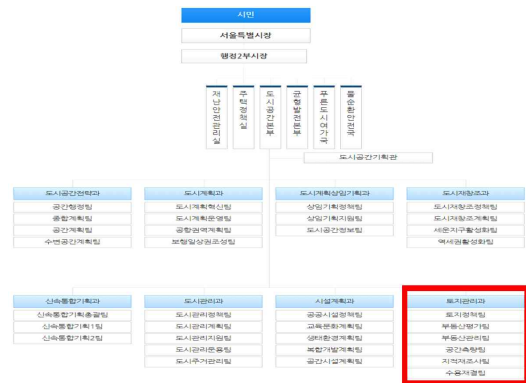 시민
서울특별시장
행정2부시장
재난안전관리실
주택정책실
도시공간본부
균형발전본부
푸른도시여가국
물순환안전국
도시공간기획관
도시공간전략과
공간행정팀
종합계획팀
공간계획팀
수변공간계획팀
도시계획과
도시계획혁신팀
도시계획운영팀
공항권역계획팀
보행일상권조성팀
도시계획상임기획과
상임기획정책팀
상임기획지원팀
도시공간정보팀
도시재창조과
도시재창조정책팀
도시재창조계획팀
세운지구활성화팀
역세권활성화팀
신속통합기획과
신속통합기획총괄팀
신속통합기획1팀
신속통합기획2팀
도시관리과
도시관리정책팀
도시관리계획팀
도시관리지원팀
도시관리운용팀
도시주거관리팀
시설계획과
공공시설정책팀
교육문화계획팀
생태환경계획팀
복합개발계획팀
공간시설계획팀
토지관리과
토지정책팀
부동산평가팀
부동산관리팀
공간측량팀
지적재조사팀
수용재결팀